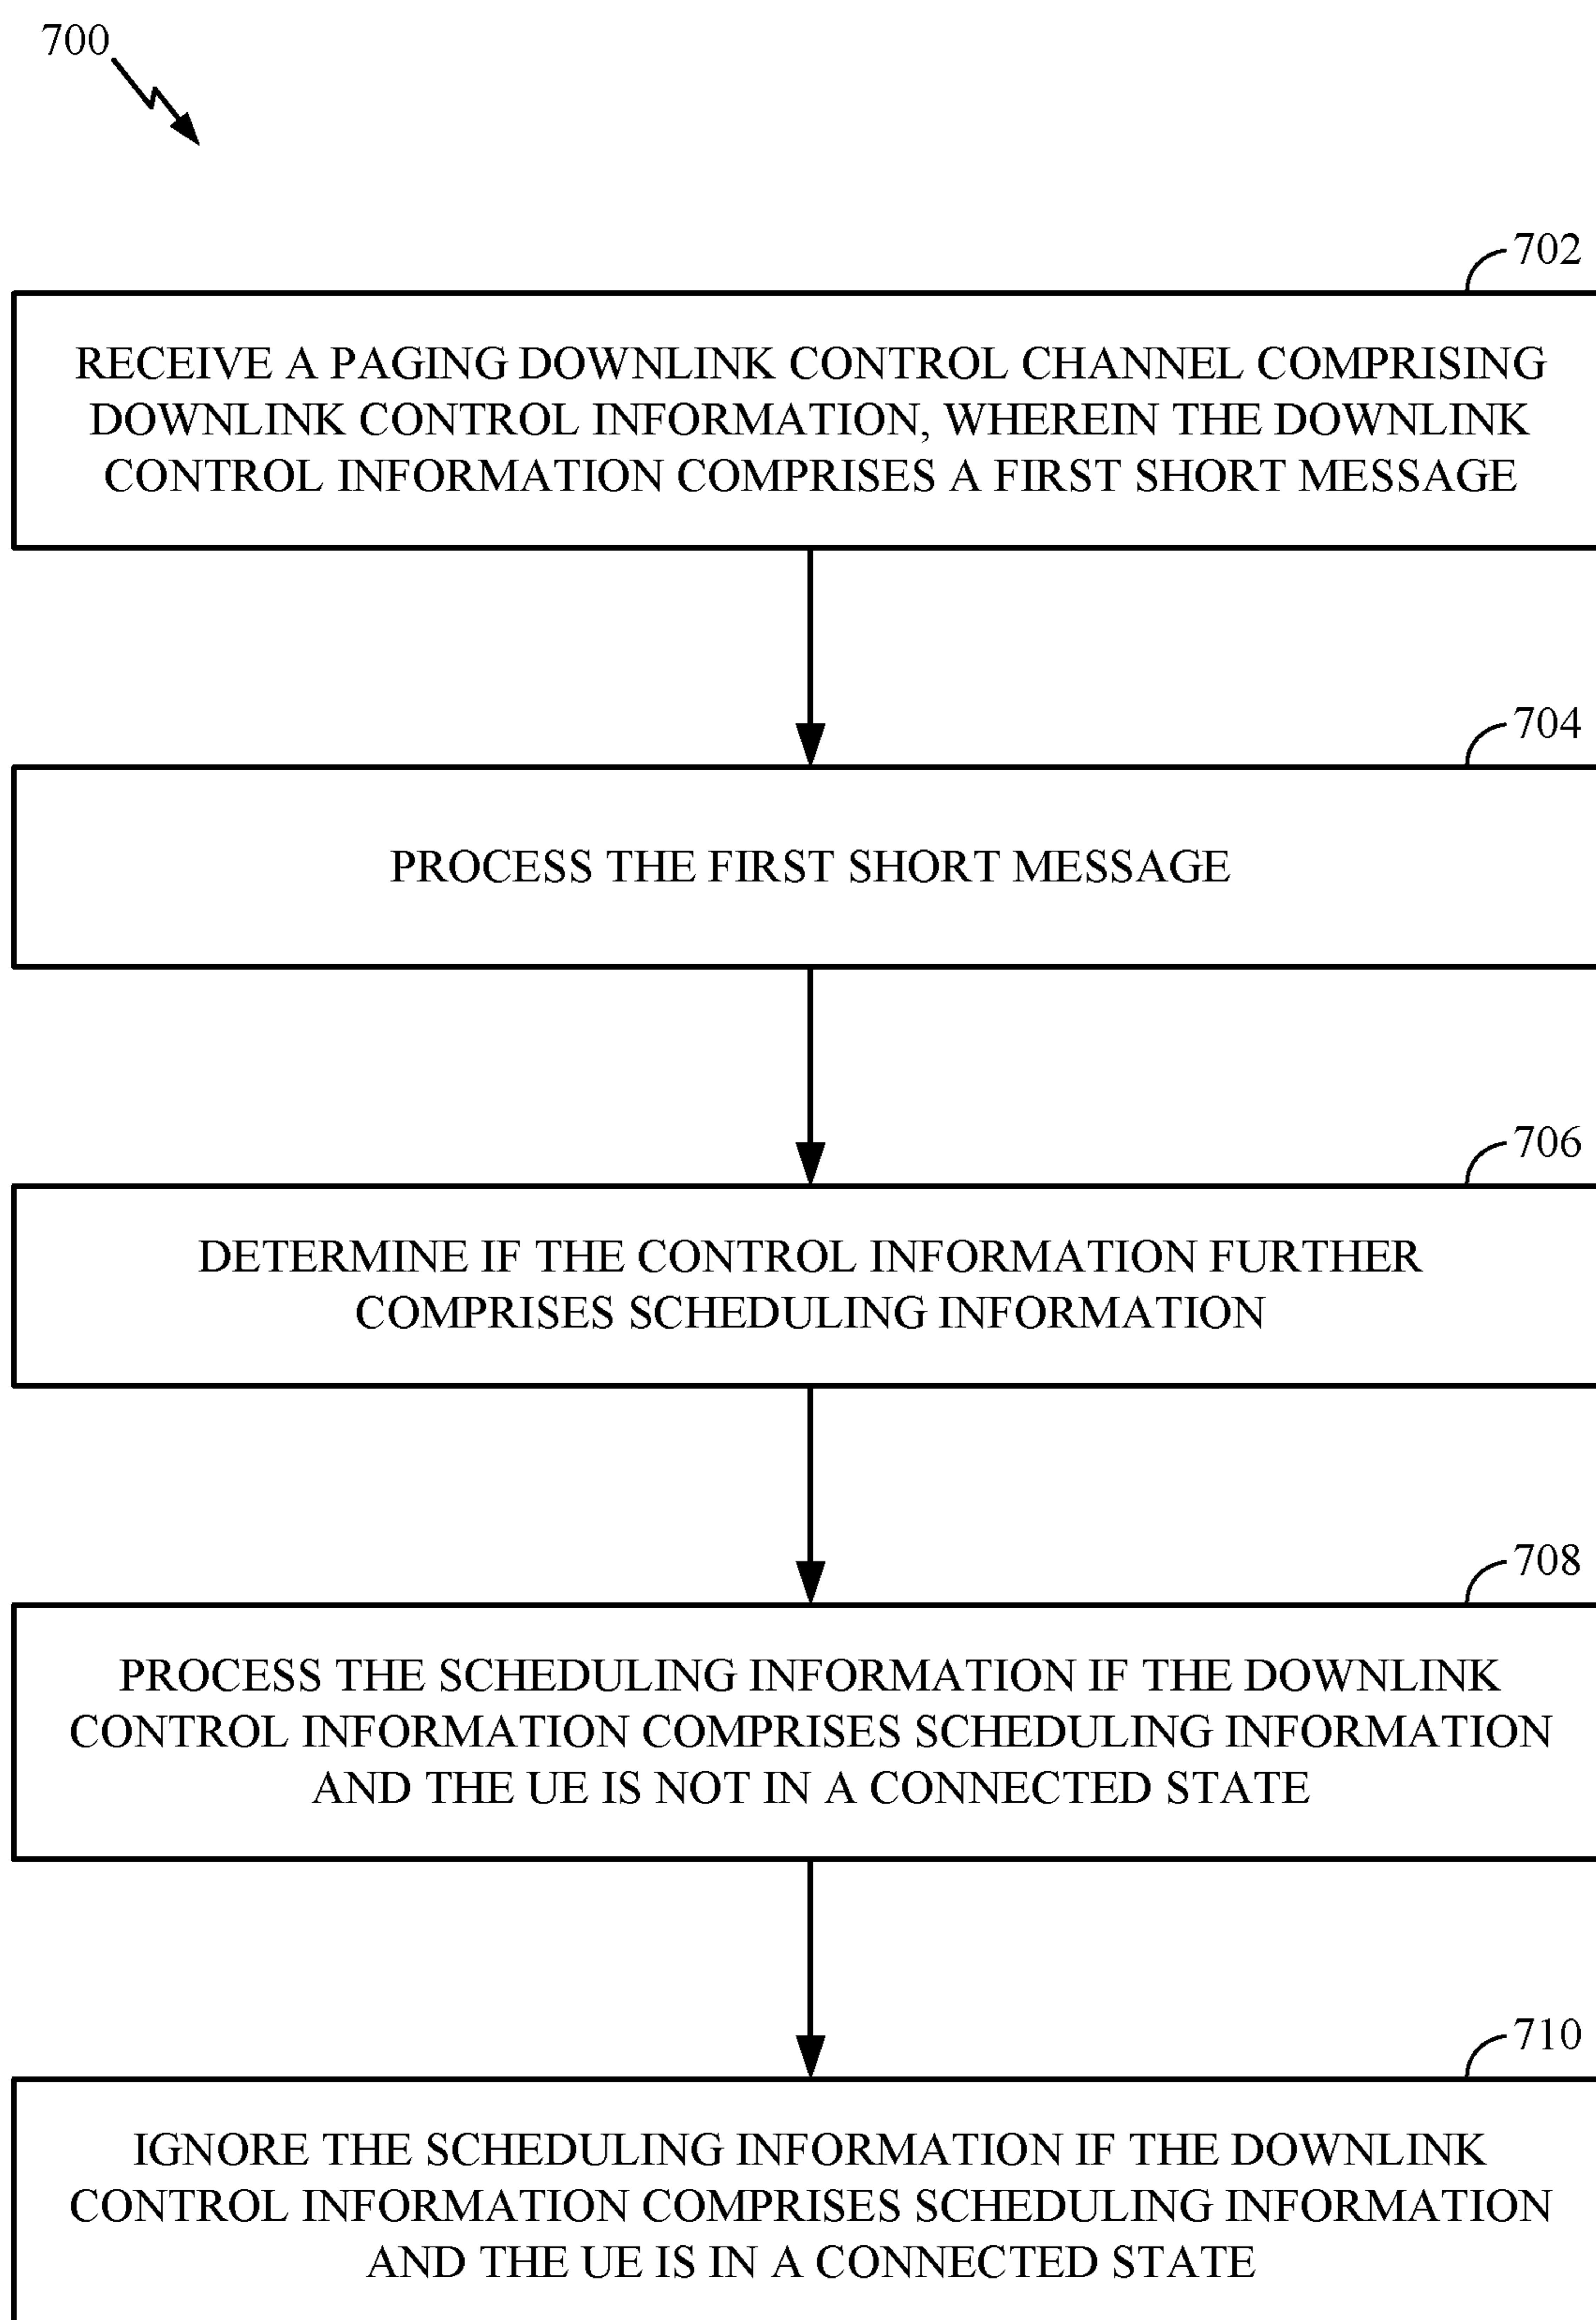 700
702
RECEIVE A PAGING DOWNLINK CONTROL CHANNEL COMPRISING
DOWNLINK CONTROL INFORMATION, WHEREIN THE DOWNLINK
CONTROL INFORMATION COMPRISES A FIRST SHORT MESSAGE
704
PROCESS THE FIRST SHORT MESSAGE
706
DETERMINE IF THE CONTROL INFORMATION FURTHER
COMPRISES SCHEDULING INFORMATION
708
PROCESS THE SCHEDULING INFORMATION IF THE DOWNLINK
CONTROL INFORMATION COMPRISES SCHEDULING INFORMATION
AND THE UE IS NOT IN A CONNECTED STATE
710
IGNORE THE SCHEDULING INFORMATION IF THE DOWNLINK
CONTROL INFORMATION COMPRISES SCHEDULING INFORMATION
AND THE UE IS IN A CONNECTED STATE